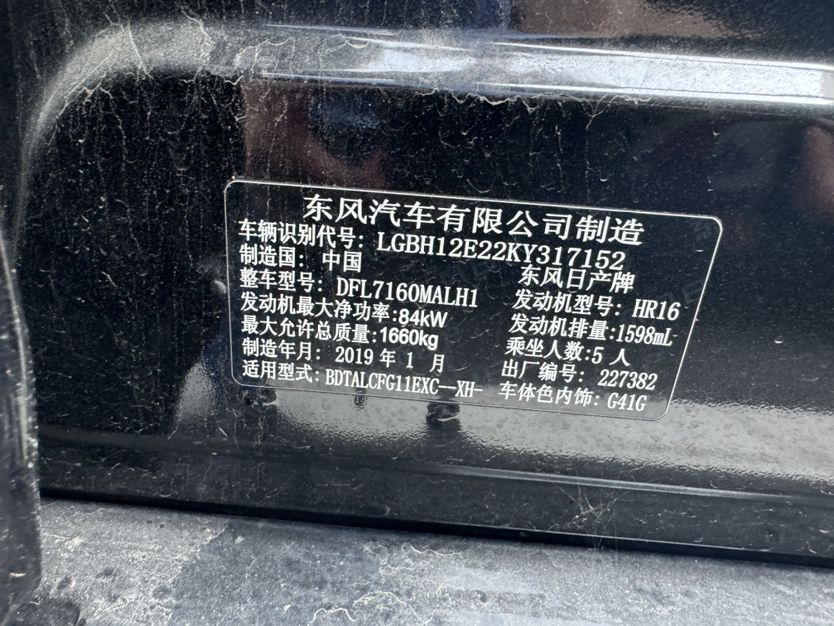 东风汽车有限公司制造
车辆识别代号: LGBH12E22KY317152
制造国: 中国 东风日产牌
整车型号: DFL7160MALH1 发动机型号: HR16
发动机最大净功率:84kW 发动机排量:1598mL
最大允许总质量:1660kg 乘坐人数:5 人
制造年月: 2019 年 1 月 出厂编号: 227382
适用型式: BDTALCFG11EXC—XH- 车体色内饰: G41G